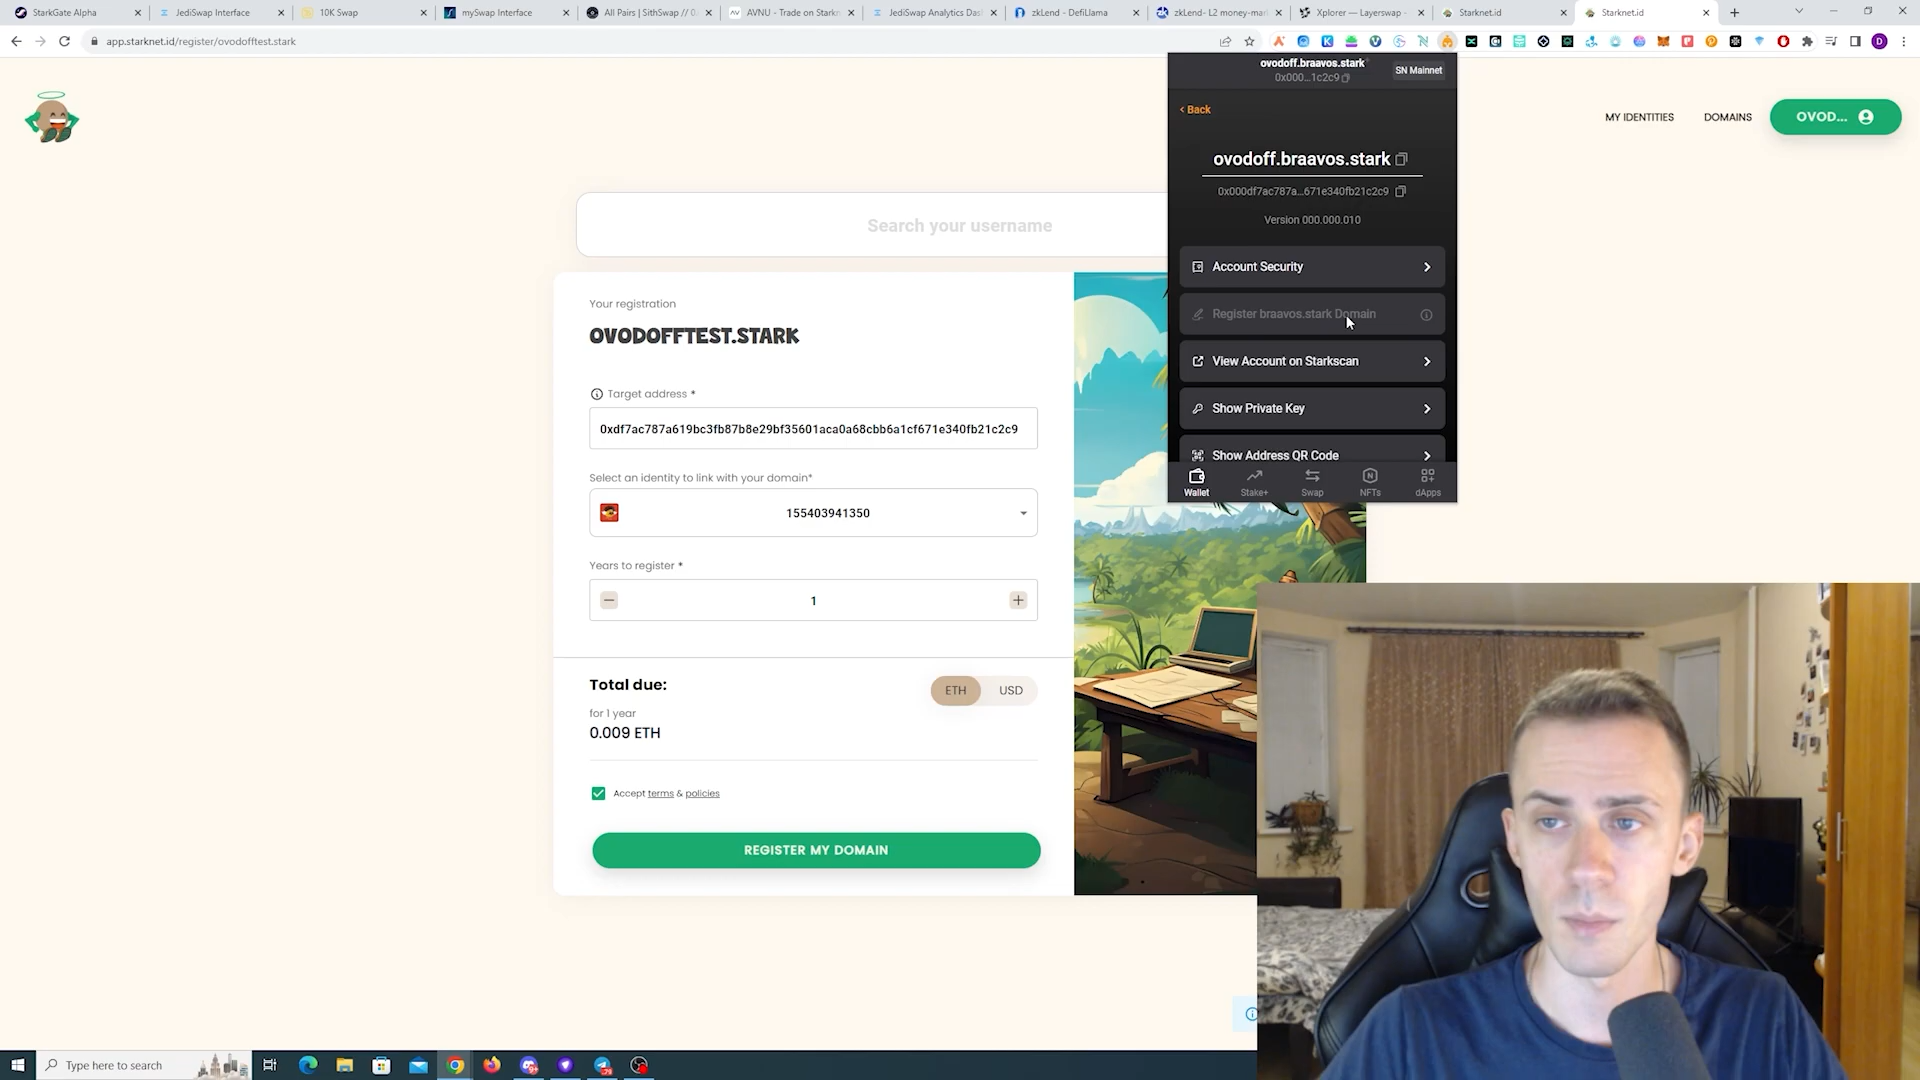 StarkGate Alpha
JediSwap Interface
10K Swap
mySwap Interface
All Pairs | SithSwap // 0.
AVNU - Trade on Starkn
JediSwap Analytics Das
zkLend - DefiLlama
zkLend- L2 money-mar
Xplorer — Layerswap -
Starknet.id
Starknet.id
app.starknet.id/register/ovodofftest.stark
MY IDENTITIES
DOMAINS
OVOD...
Search your username
Your registration
OVODOFFTEST.STARK
Target address *
0xdf7ac787a619bc3fb87b8e29bf35601aca0a68cbb6a1cf671e340fb21c2c9
Select an identity to link with your domain*
155403941350
Years to register *
1
Total due:
ETH
USD
for 1 year
0.009 ETH
Accept terms & policies
REGISTER MY DOMAIN
ovodoff.braavos.stark
0x000...1c2c9
SN Mainnet
< Back
ovodoff.braavos.stark
0x000df7ac787a...671e340fb21c2c9
Version 000.000.010
Account Security
Register braavos.stark Domain
View Account on Starkscan
Show Private Key
Show Address QR Code
Wallet
Stake+
Swap
NFTs
dApps
Type here to search